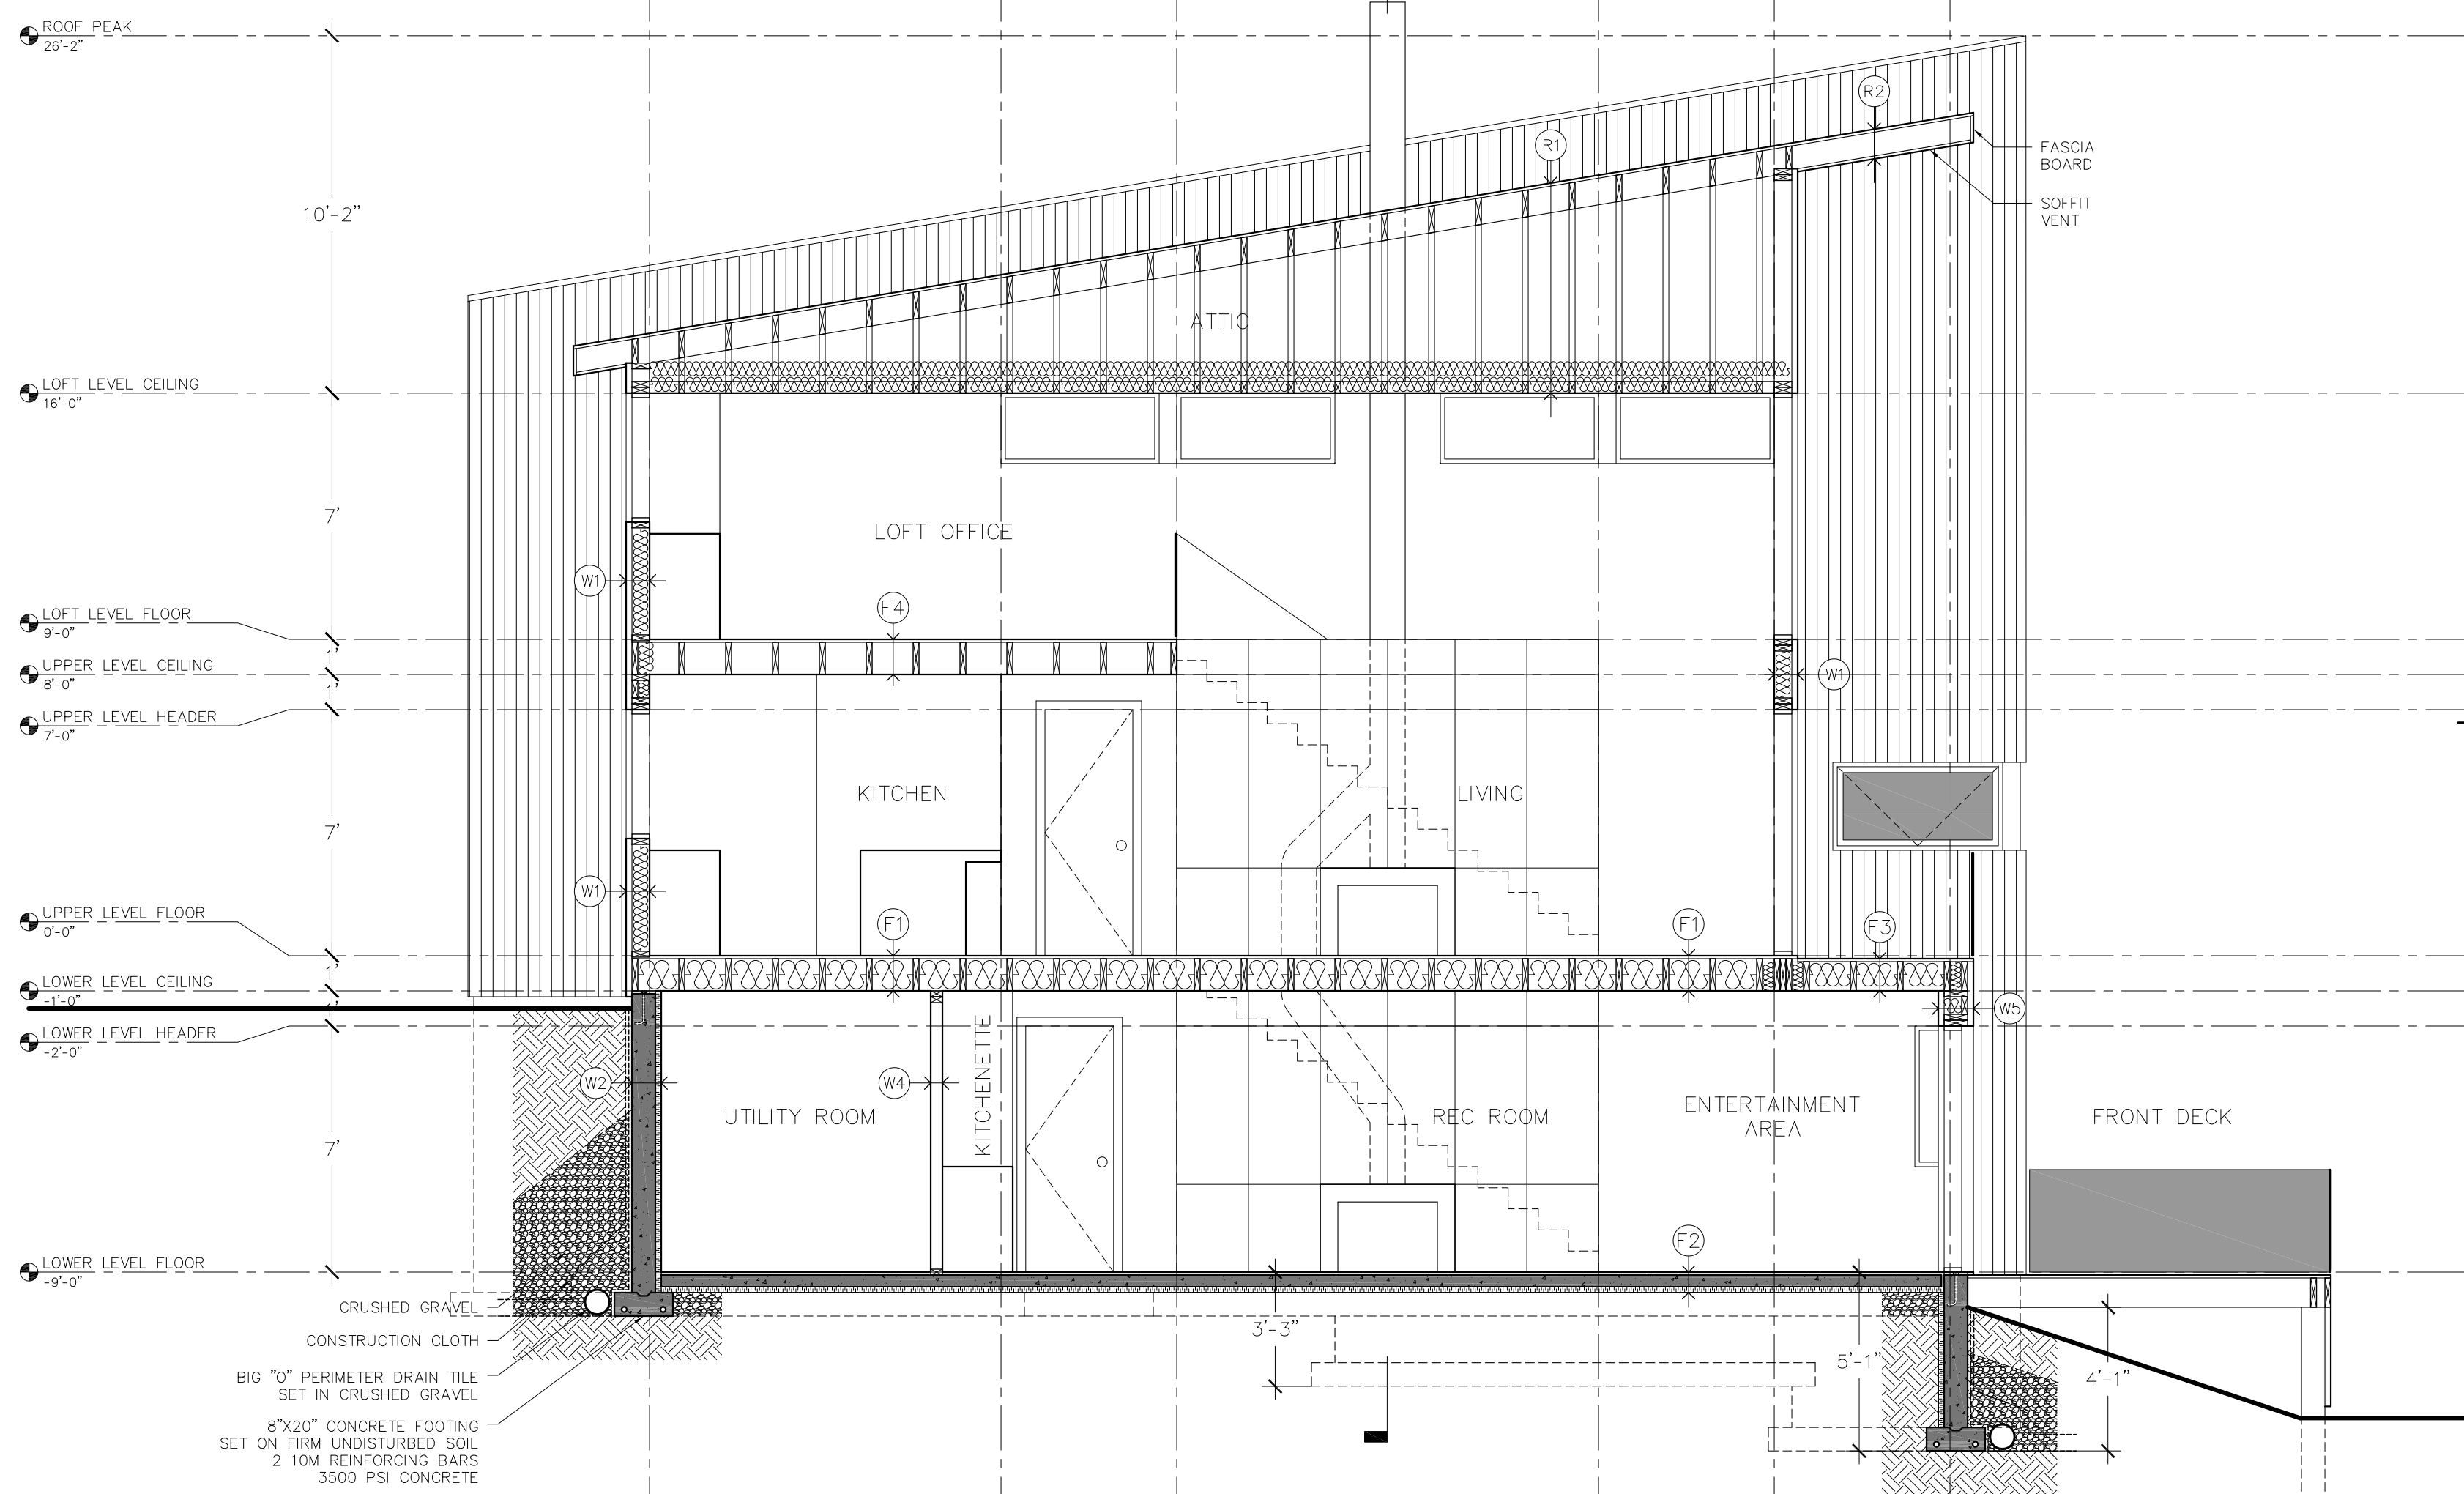 ROOF PEAK
26'-2"
10'-2"
R2
R1
FASCIA
BOARD
SOFFIT
VENT
ATTIC
LOFT LEVEL CEILING
16'-0"
7'
LOFT OFFICE
W1
F4
LOFT LEVEL FLOOR
9'-0"
1'
UPPER LEVEL CEILING
8'-0"
W1
1'
UPPER LEVEL HEADER
7'-0"
7'
KITCHEN
LIVING
W1
F1
F1
F3
UPPER LEVEL FLOOR
0'-0"
1'
LOWER LEVEL CEILING
-1'-0"
1'
W5
LOWER LEVEL HEADER
-2'-0"
W2
W4
KITCHENETTE
7'
UTILITY ROOM
REC ROOM
ENTERTAINMENT
AREA
FRONT DECK
F2
LOWER LEVEL FLOOR
-9'-0"
CRUSHED GRAVEL
CONSTRUCTION CLOTH
BIG "O" PERIMETER DRAIN TILE
SET IN CRUSHED GRAVEL
8"X20" CONCRETE FOOTING
SET ON FIRM UNDISTURBED SOIL
2 10M REINFORCING BARS
3500 PSI CONCRETE
3'-3"
5'-1"
4'-1"